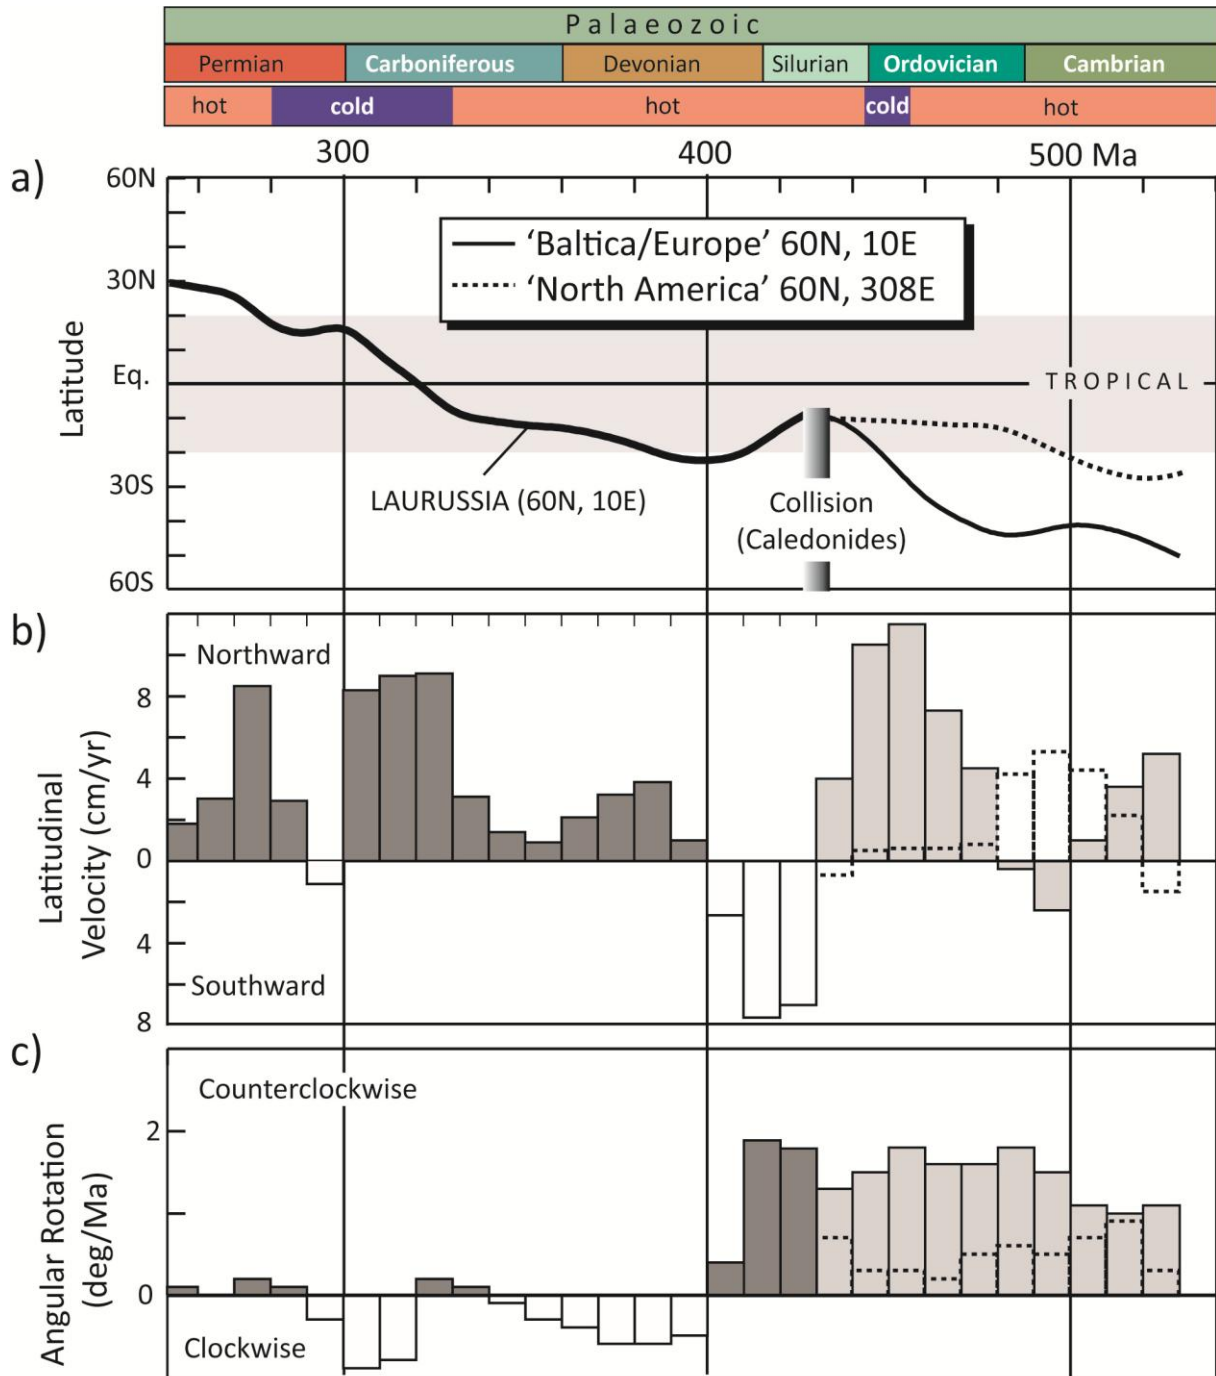 Palaeozoic
Permian Carboniferous Devonian Silurian Ordovician Cambrian
hot cold hot cold hot
300 400 500 Ma
a)
60N
30N
Eq.
30S
60S
Latitude
‘Baltica/Europe’ 60N, 10E
‘North America’ 60N, 308E
TROPICAL
LAURUSSIA (60N, 10E)
Collision
(Caledonides)
b)
Northward
8
4
0
4
8
Latitudinal
Velocity (cm/yr)
Southward
c)
Counterclockwise
2
0
Angular Rotation
(deg/Ma)
Clockwise